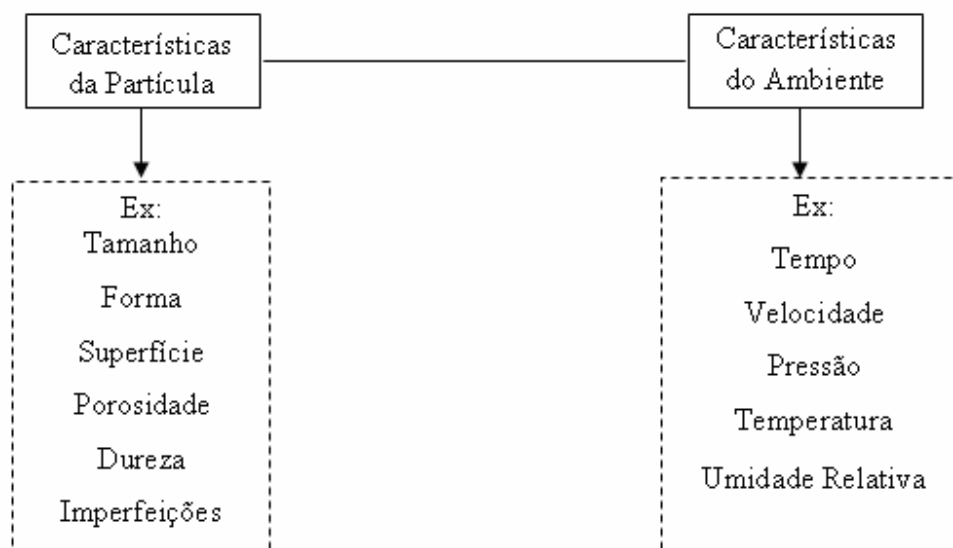 Características
da Partícula
Ex:
Tamanho
Forma
Superfície
Porosidade
Dureza
Imperfeições
Características
do Ambiente
Ex:
Tempo
Velocidade
Pressão
Temperatura
Umidade Relativa